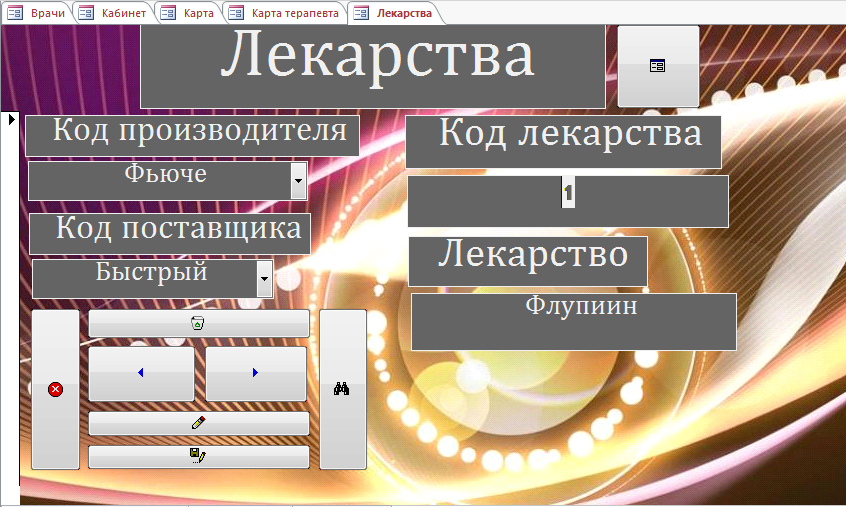 Врачи
Кабинет
Карта
Карта терапевта
Лекарства
Лекарства
Код производителя
Фьюче
Код поставщика
Быстрый
Код лекарства
1
Лекарство
Флупиин